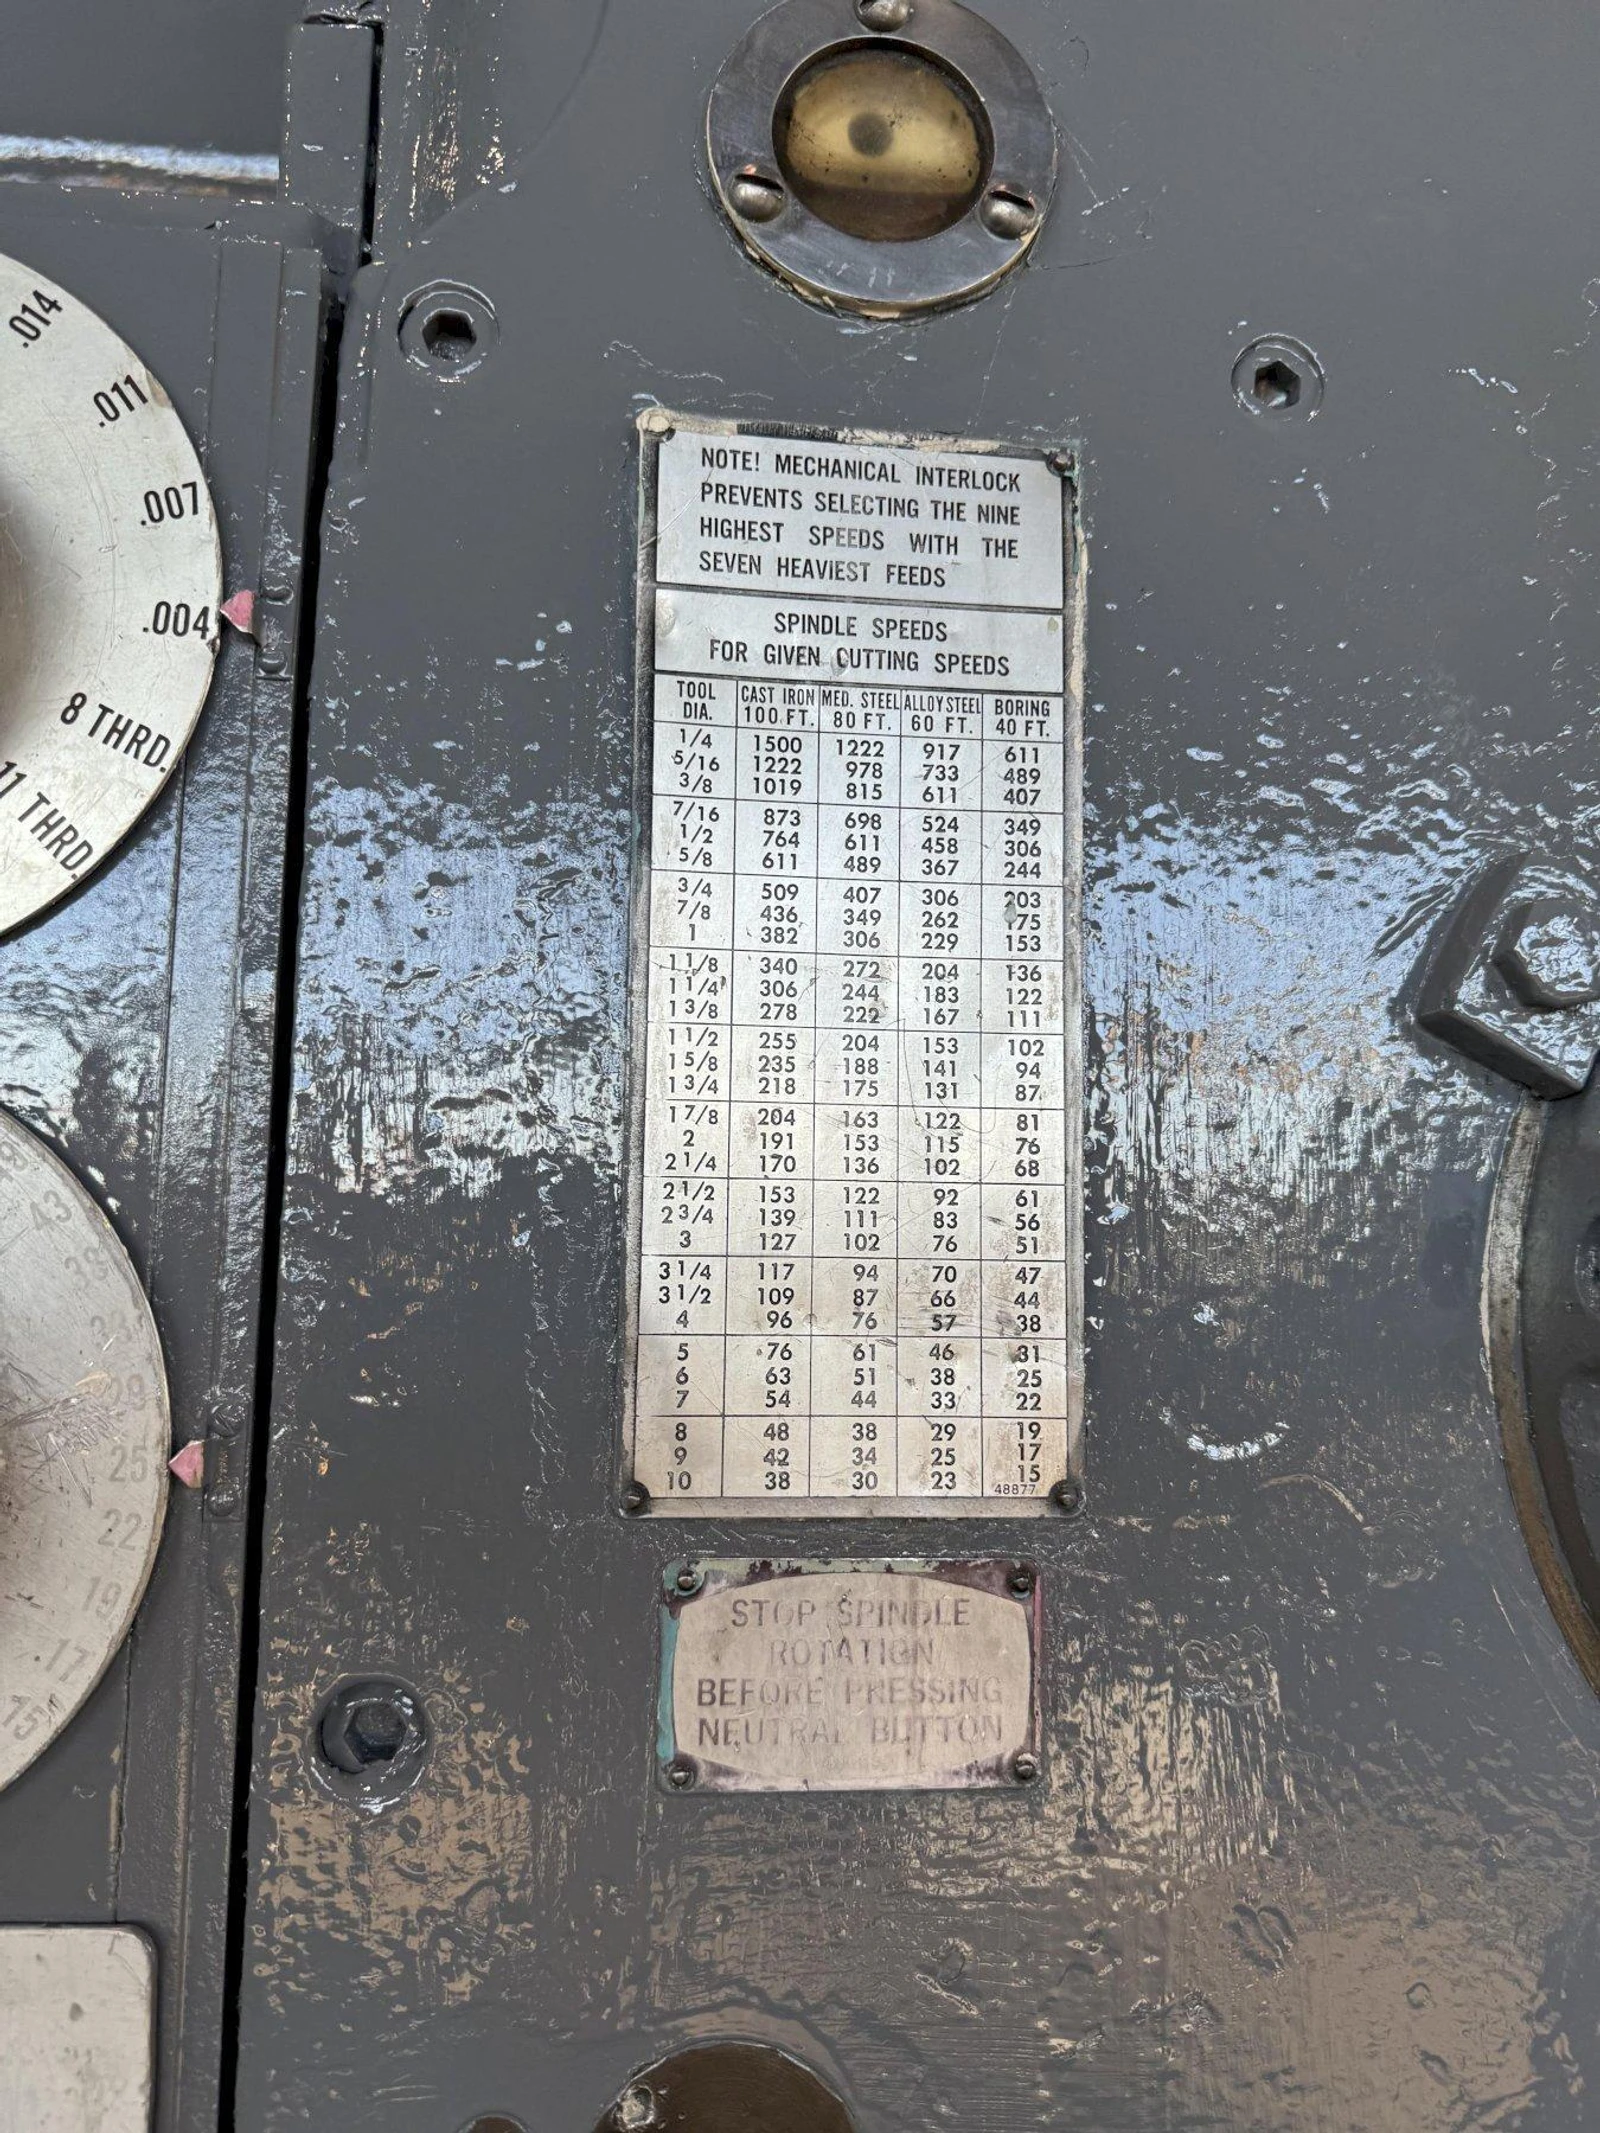 .014
.011
.007
.004
8 THRD.
11 THRD.
NOTE! MECHANICAL INTERLOCK
PREVENTS SELECTING THE NINE
HIGHEST SPEEDS WITH THE
SEVEN HEAVIEST FEEDS
SPINDLE SPEEDS
FOR GIVEN CUTTING SPEEDS
TOOL DIA. CAST IRON 100 FT. MED. STEEL 80 FT. ALLOY STEEL 60 FT. BORING 40 FT.
1/4 1500 1222 917 611
5/16 1222 978 733 489
3/8 1019 815 611 407
7/16 873 698 524 349
1/2 764 611 458 306
5/8 611 489 367 244
3/4 509 407 306 203
7/8 436 349 262 175
1 382 306 229 153
1 1/8 340 272 204 136
1 1/4 306 244 183 122
1 3/8 278 222 167 111
1 1/2 255 204 153 102
1 5/8 235 188 141 94
1 3/4 218 175 131 87
1 7/8 204 163 122 81
2 191 153 115 76
2 1/4 170 136 102 68
2 1/2 153 122 92 61
2 3/4 139 111 83 56
3 127 102 76 51
3 1/4 117 94 70 47
3 1/2 109 87 66 44
4 96 76 57 38
5 76 61 46 31
6 63 51 38 25
7 54 44 33 22
8 48 38 29 19
9 42 34 25 17
10 38 30 23 15
48877
43
38
29
25
22
19
17
15
STOP SPINDLE
ROTATION
BEFORE PRESSING
NEUTRAL BUTTON